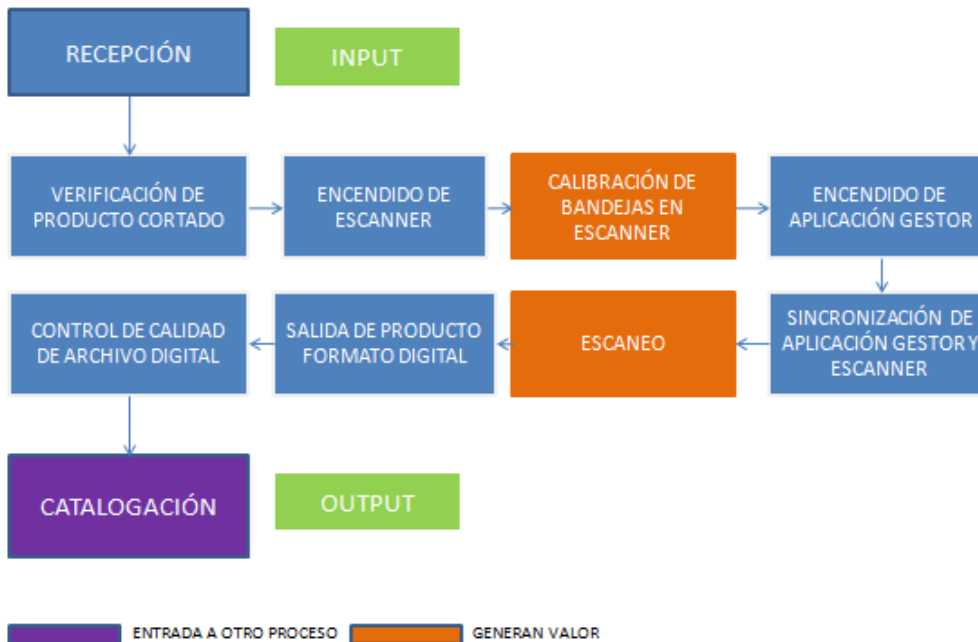 RECEPCIÓN
INPUT
VERIFICACIÓN DE
PRODUCTO CORTADO
ENCENDIDO DE
ESCANNER
CALIBRACIÓN DE
BANDEJAS EN
ESCANNER
ENCENDIDO DE
APLICACIÓN GESTOR
CONTROL DE CALIDAD
DE ARCHIVO DIGITAL
SALIDA DE PRODUCTO
FORMATO DIGITAL
ESCANEO
SINCRONIZACIÓN DE
APLICACIÓN GESTOR Y
ESCANNER
CATALOGACIÓN
OUTPUT
ENTRADA A OTRO PROCESO
GENERAN VALOR